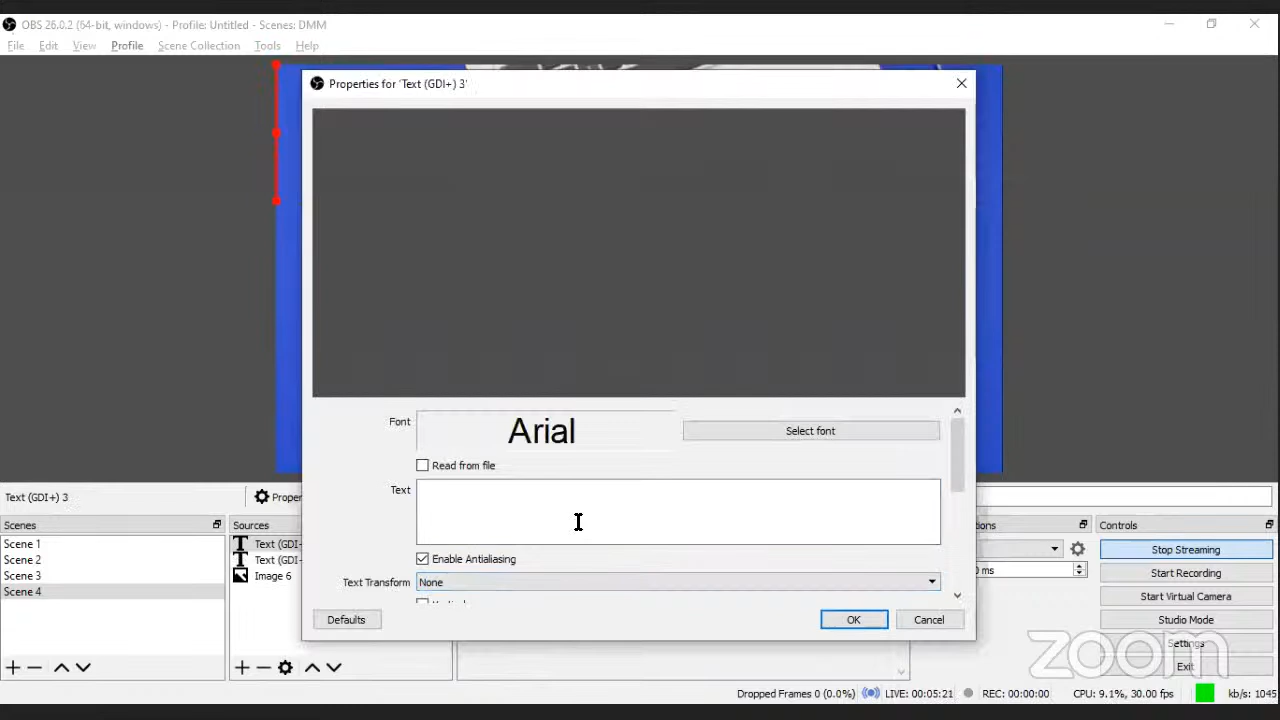 OBS 26.0.2 (64-bit, windows) - Profile: Untitled - Scenes: DMM
File Edit View Profile Scene Collection Tools Help
Properties for 'Text (GDI+) 3'
Font Arial Select font
Read from file
Text
Enable Antialiasing
Text Transform None
Defaults OK Cancel
Text (GDI+) 3
Scenes
Scene 1
Scene 2
Scene 3
Scene 4
Sources
Text (GDI+
Text (GDI+
Image 6
ms
Controls
Stop Streaming
Start Recording
Start Virtual Camera
Studio Mode
Settings
Exit
zoom
Dropped Frames 0 (0.0%) LIVE: 00:05:21 REC: 00:00:00 CPU: 9.1%, 30.00 fps kb/s: 1045